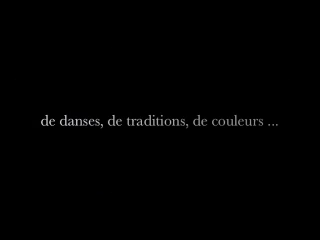 de danses, de traditions, de couleurs ...